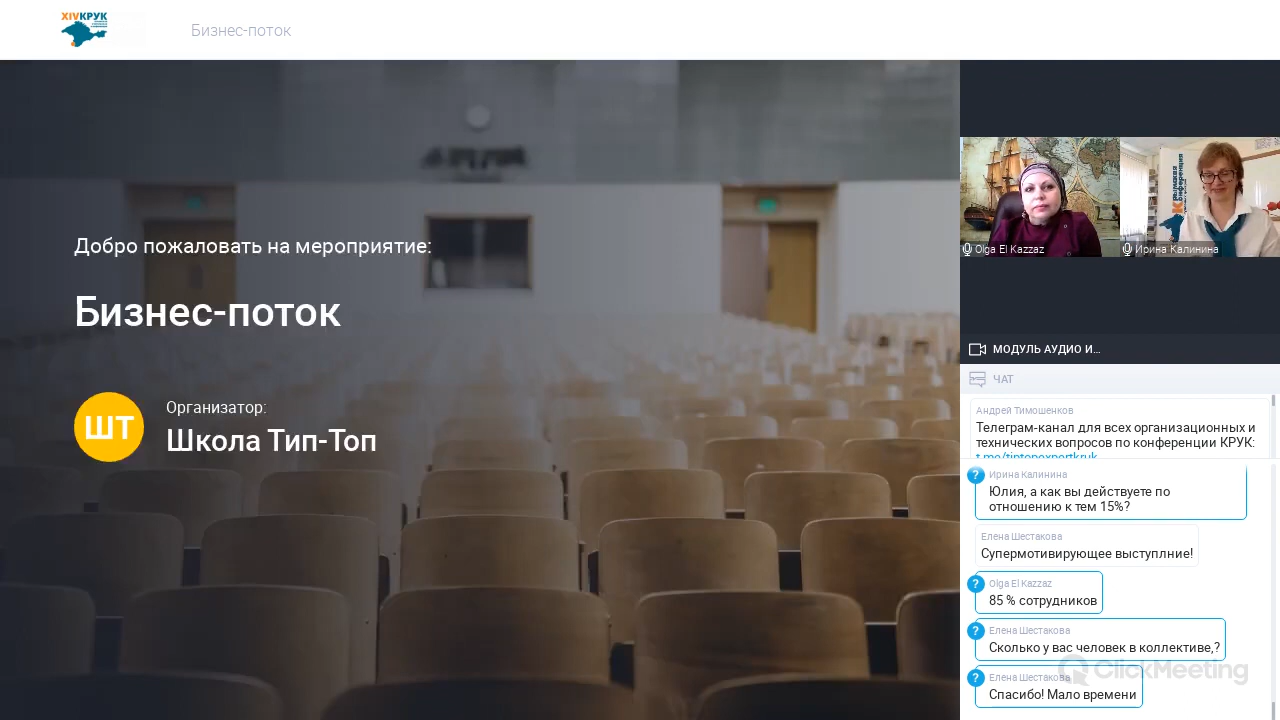 XIVКРУК
Бизнес-поток
Добро пожаловать на мероприятие:
Бизнес-поток
ШТ
Организатор:
Школа Тип-Топ
Olga El Kazzaz
Ирина Калинина
МОДУЛЬ АУДИО И…
ЧАТ
Андрей Тимошенков
Телеграм-канал для всех организационных и
технических вопросов по конференции КРУК:
t.me/tiptopexpertkruk
?
Ирина Калинина
Юлия, а как вы действуете по
отношению к тем 15%?
Елена Шестакова
Супермотивирующее выступлние!
?
Olga El Kazzaz
85 % сотрудников
?
Елена Шестакова
Сколько у вас человек в коллективе,?
ClickMeeting
?
Елена Шестакова
Спасибо! Мало времени